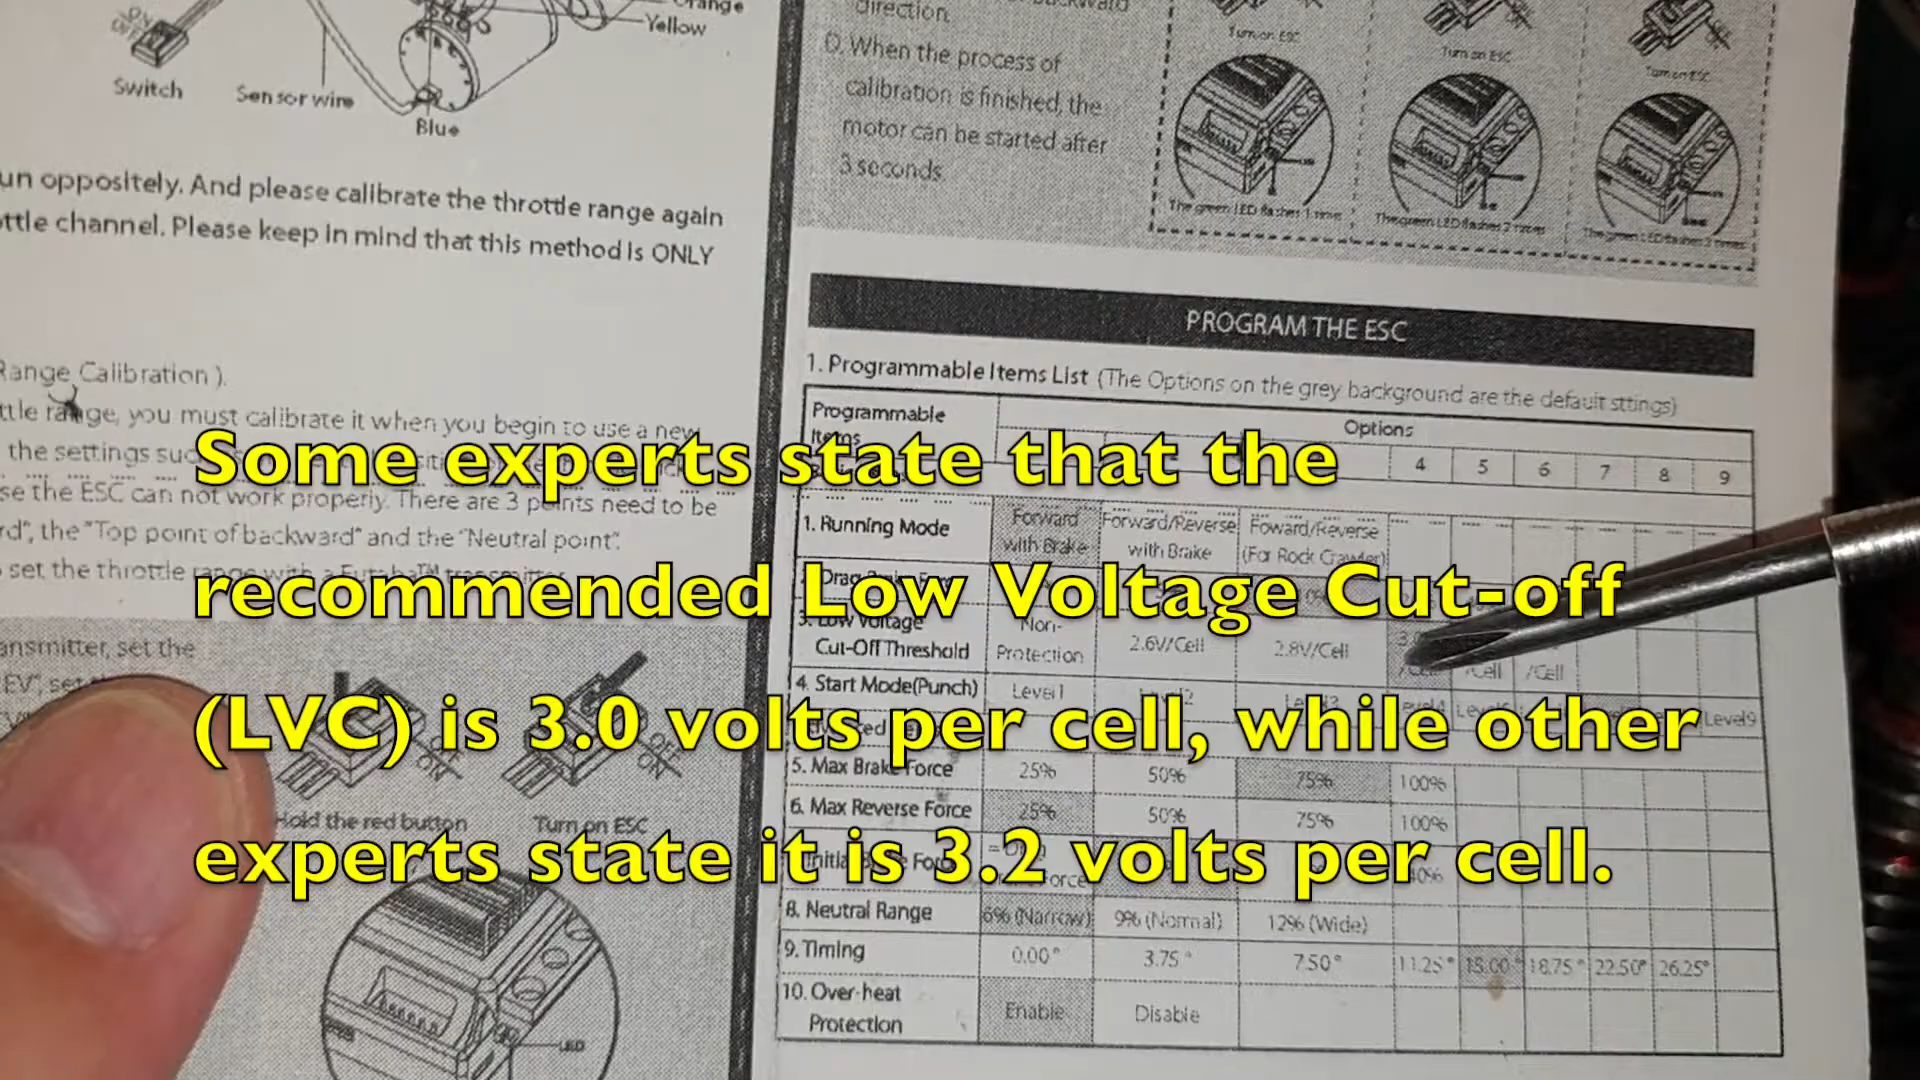 Yellow
Switch
Sensor wire
Blue
un oppositely. And please calibrate the throttle range again
ttle channel. Please keep in mind that this method is ONLY
Range Calibration ).
ttle range, you must calibrate it when you begin to use a new
the settings
se the ESC can not work properly. There are 3 points need to be
rd", the "Top point of backward" and the "Neutral point".
set the throttle range with a Futaba™ transmitter
ansmitter, set the
Hold the red button
Turn on ESC
LED
direction.
D. When the process of
calibration is finished, the
motor can be started after
3 seconds.
Turn on ESC
Turn on ESC
Turn on ESC
The green LED flashes 1 times
The green LED flashes 2 times
The green LED flashes 3 times
PROGRAM THE ESC
1. Programmable Items List (The Options on the grey background are the default sttings)
Programmable Items
Options
4 5 6 7 8 9
1. Running Mode
Forward with Brake
Forward/Reverse with Brake
Foward/Reverse (For Rock Crawler)
3. Low Voltage Cut-Off Threshold
Non-Protection
2.6V/Cell
2.8V/Cell
/Cell
/Cell
/Cell
4. Start Mode(Punch)
Level1
Level9
5. Max Brake Force 25% 50% 75% 100%
6. Max Reverse Force 25% 50% 75% 100%
8. Neutral Range 6% (Narrow) 9% (Normal) 12% (Wide)
9. Timing 0.00° 3.75° 7.50° 11.25° 15.00° 18.75° 22.50° 26.25°
10. Over-heat Protection
Enable Disable
Some experts state that the
recommended Low Voltage Cut-off
(LVC) is 3.0 volts per cell, while other
experts state it is 3.2 volts per cell.